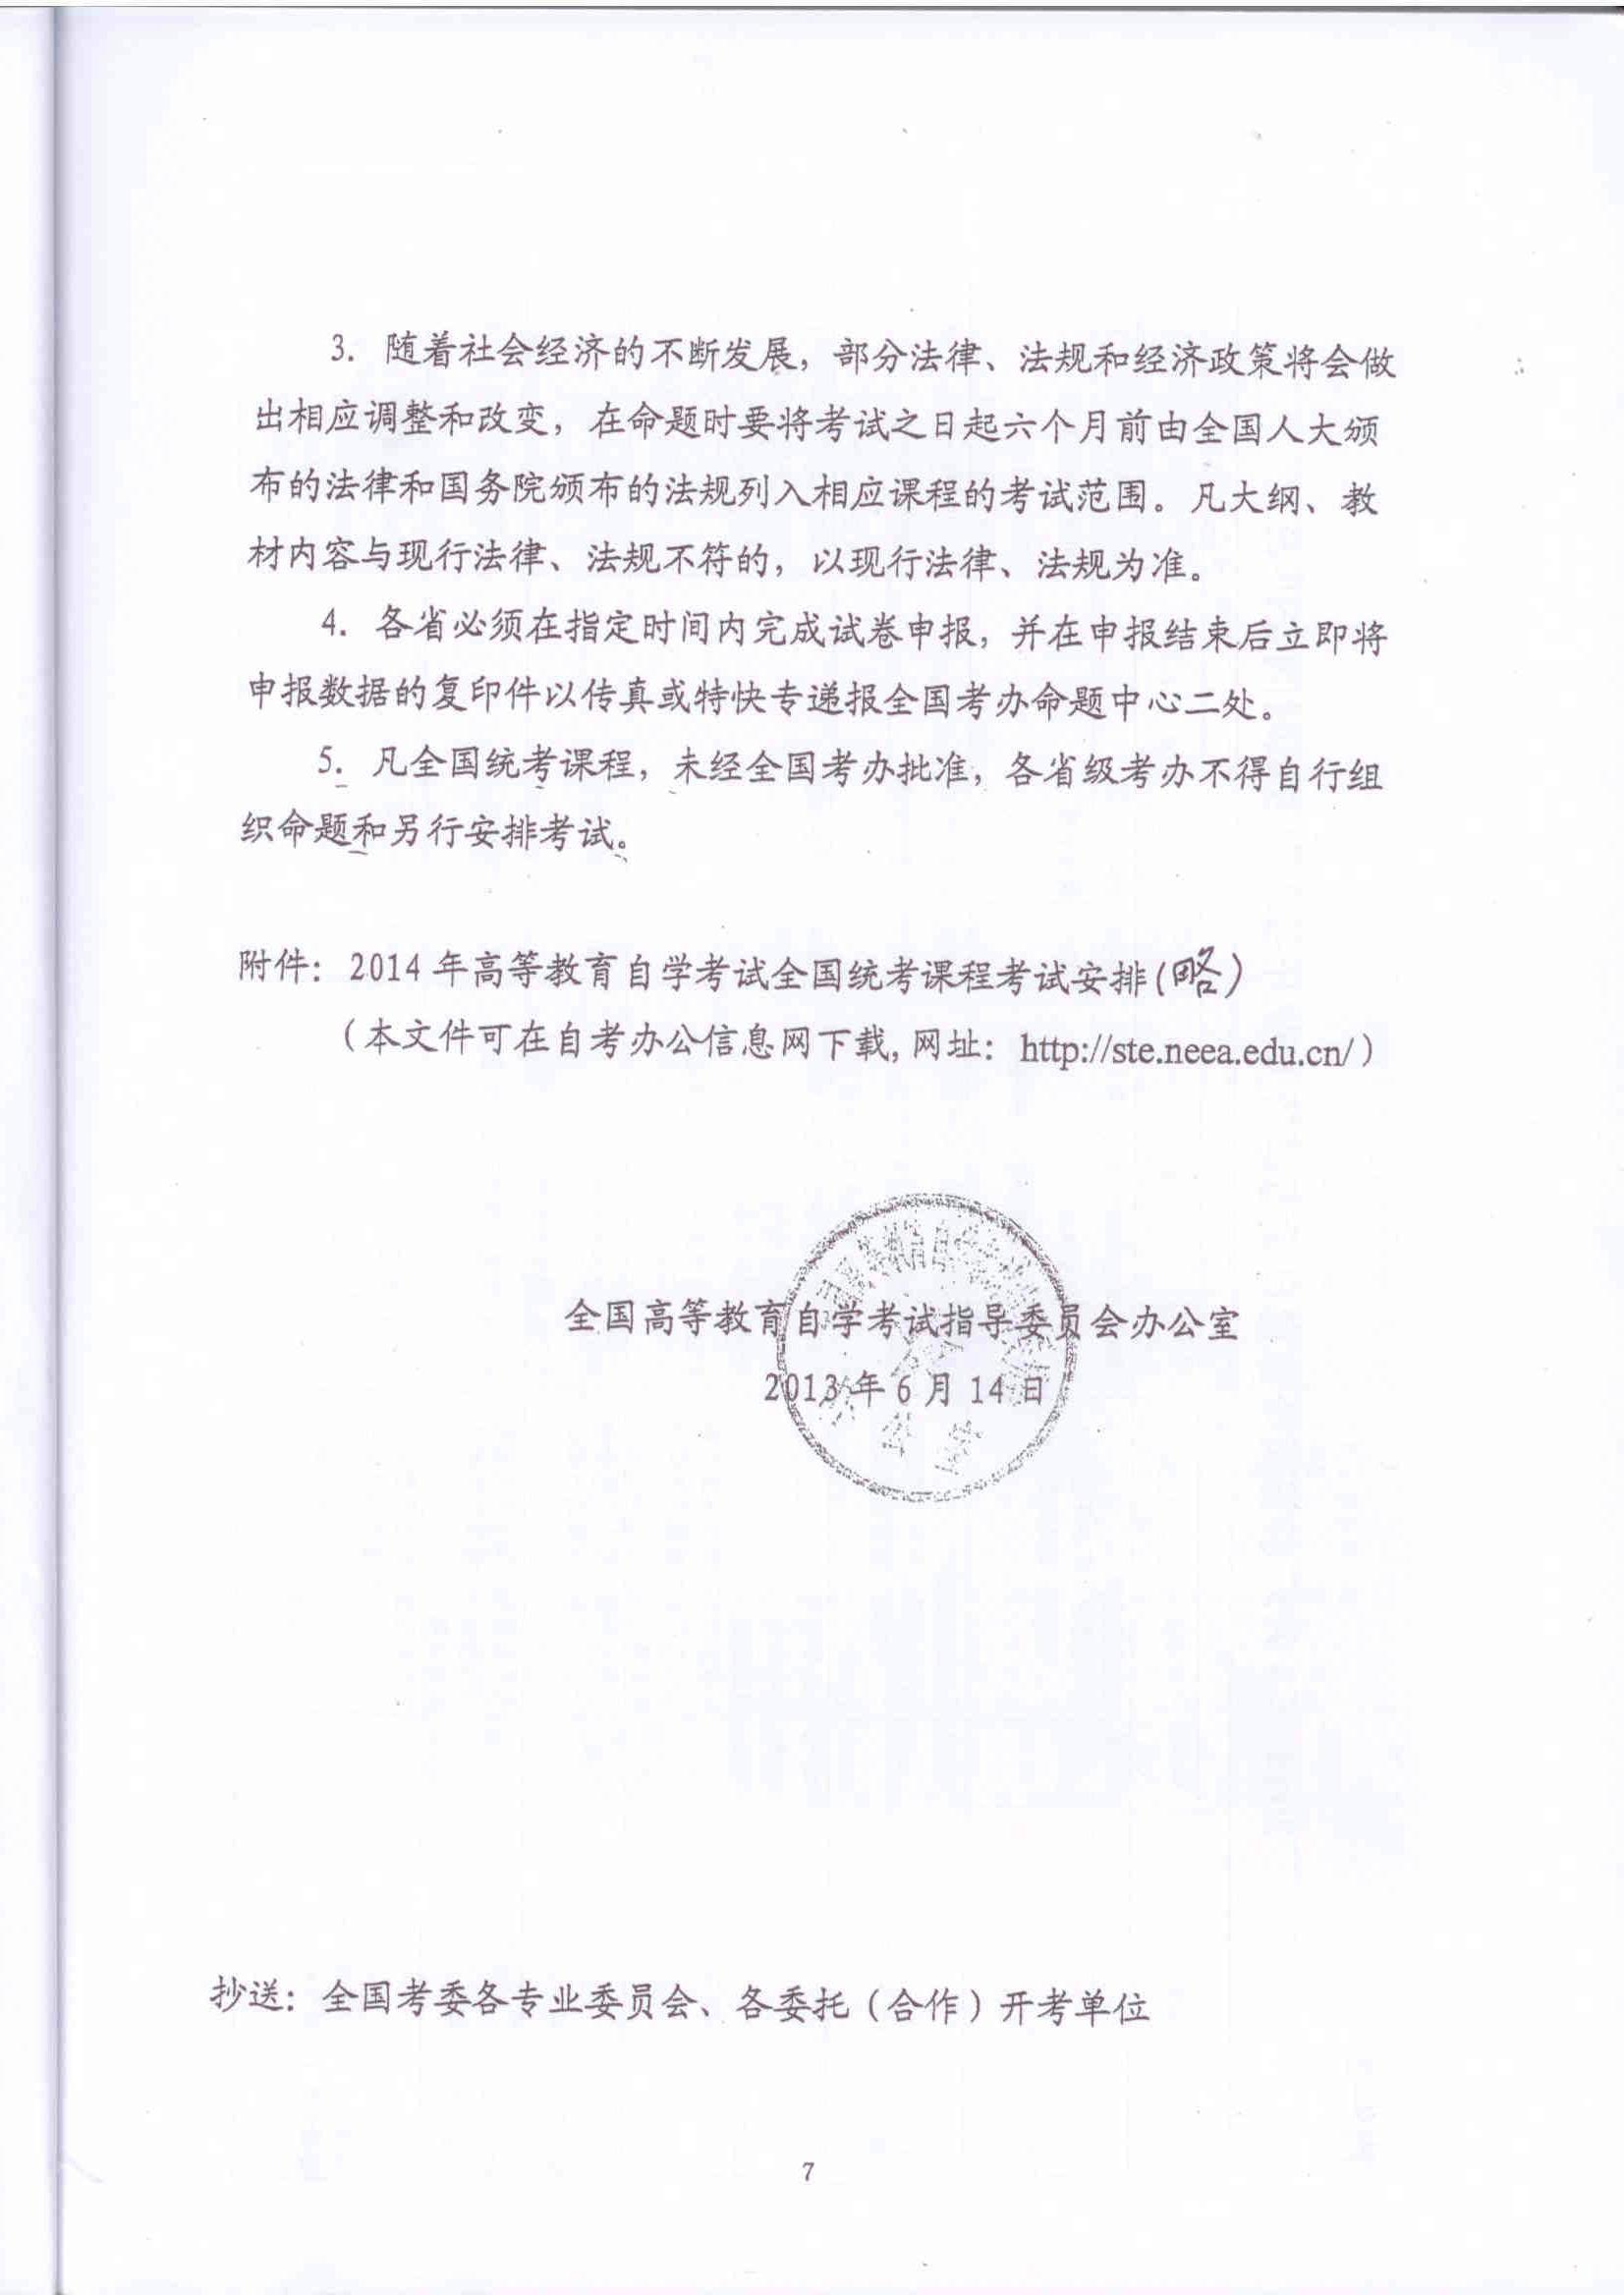 3. 随着社会经济的不断发展，部分法律、法规和经济政策将会做
出相应调整和改变，在命题时要将考试之日起六个月前由全国人大颁
布的法律和国务院颁布的法规列入相应课程的考试范围。凡大纲、教
材内容与现行法律、法规不符的，以现行法律、法规为准。
4. 各省必须在指定时间内完成试卷申报，并在申报结束后立即将
申报数据的复印件以传真或特快专递报全国考办命题中心二处。
5. 凡全国统考课程，未经全国考办批准，各省级考办不得自行组
织命题和另行安排考试。
附件：2014年高等教育自学考试全国统考课程考试安排(略)
（本文件可在自考办公信息网下载,网址：http://ste.neea.edu.cn/）
全国高等教育自学考试指导委员会办公室
2013年6月14日
抄送：全国考委各专业委员会、各委托（合作）开考单位
7